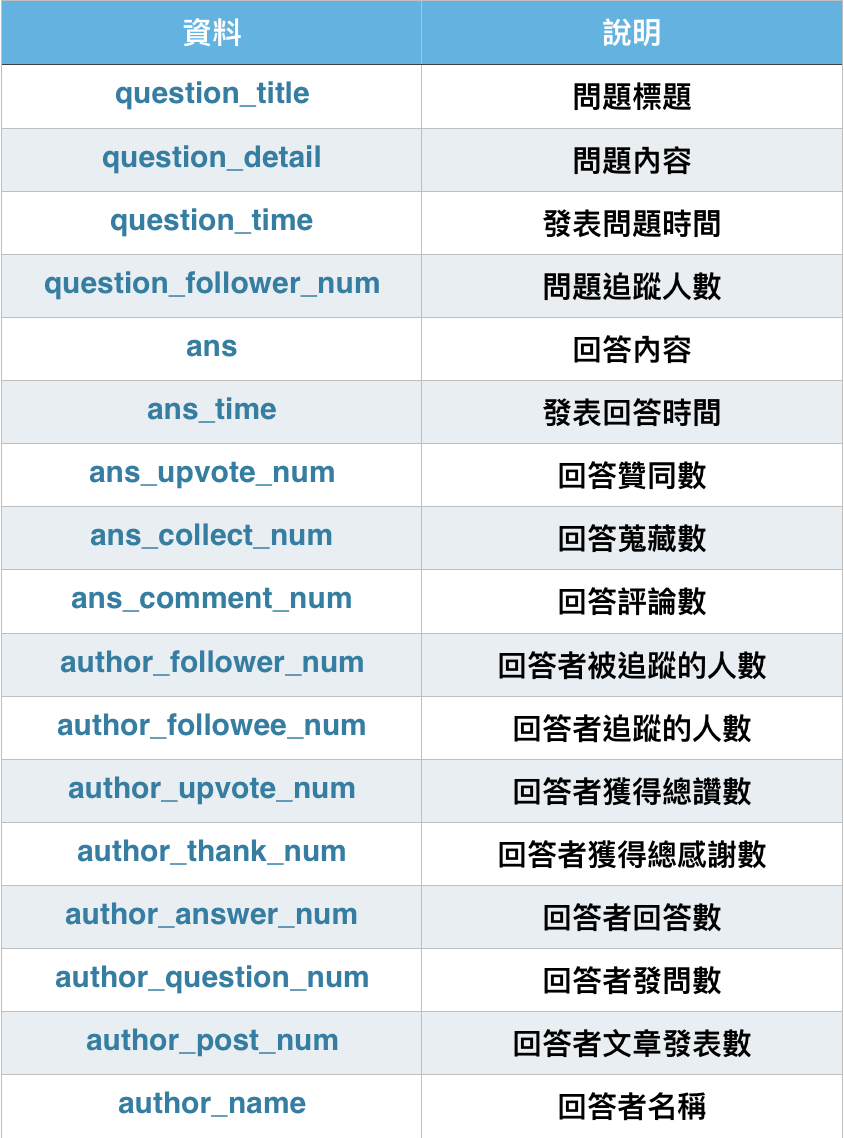 資料 說明
question_title 問題標題
question_detail 問題內容
question_time 發表問題時間
question_follower_num 問題追蹤人數
ans 回答內容
ans_time 發表回答時間
ans_upvote_num 回答贊同數
ans_collect_num 回答蒐藏數
ans_comment_num 回答評論數
author_follower_num 回答者被追蹤的人數
author_followee_num 回答者追蹤的人數
author_upvote_num 回答者獲得總讚數
author_thank_num 回答者獲得總感謝數
author_answer_num 回答者回答數
author_question_num 回答者發問數
author_post_num 回答者文章發表數
author_name 回答者名稱